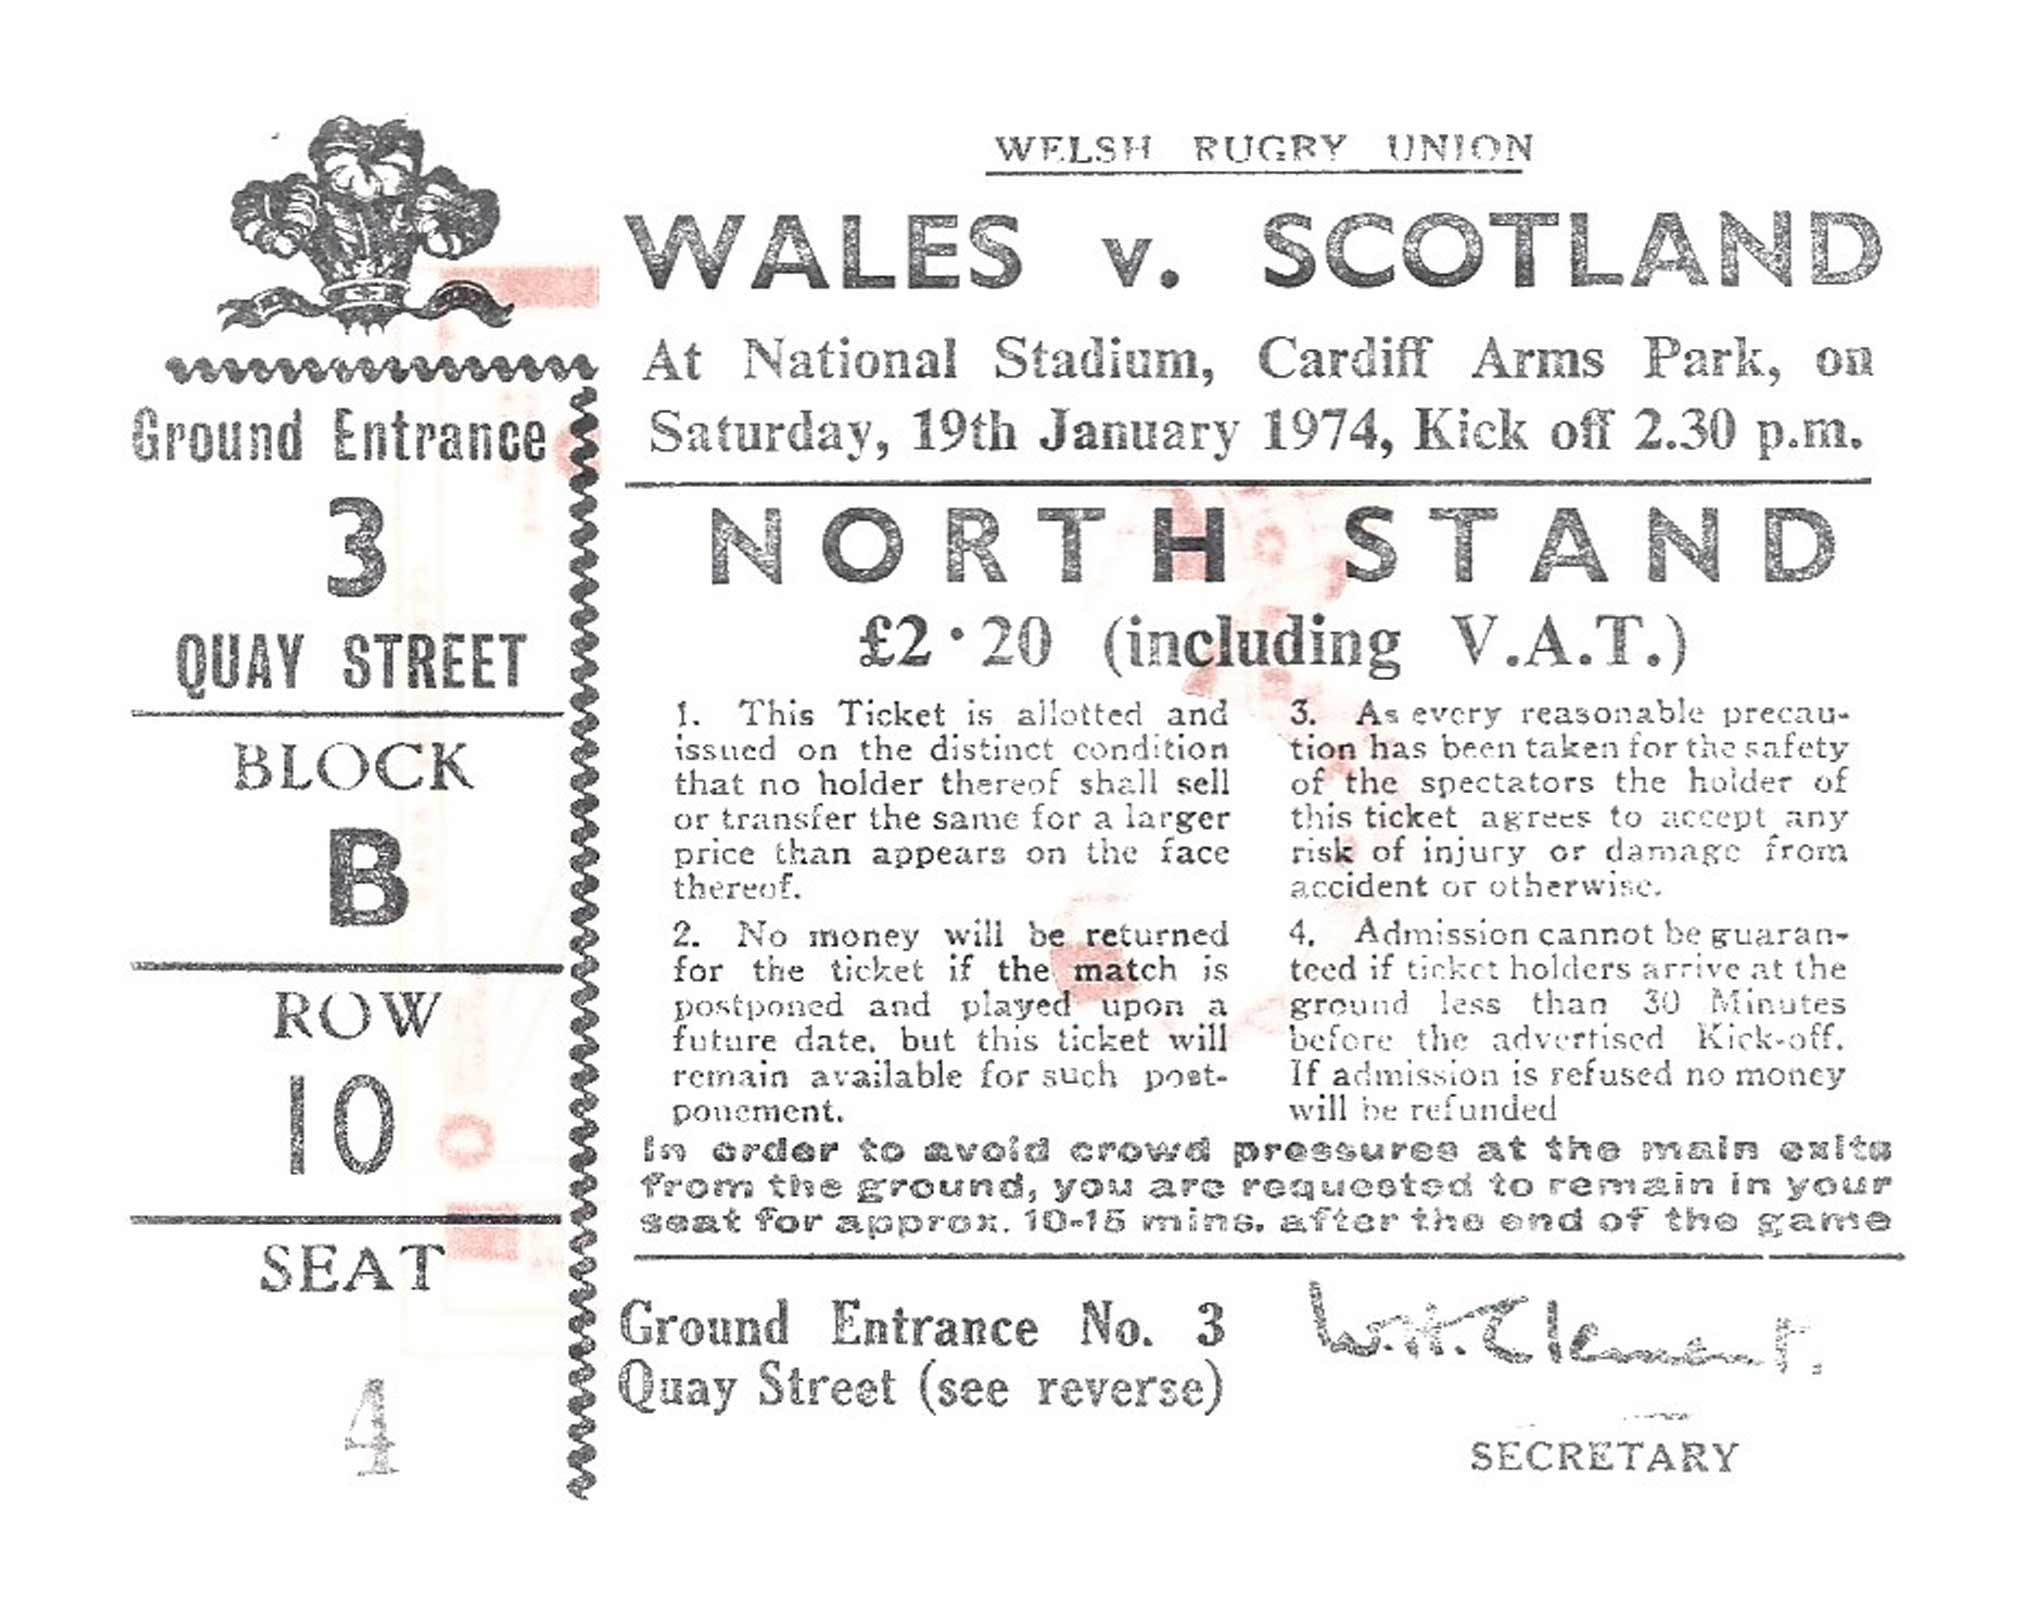 WELSH RUGBY UNION
WALES v. SCOTLAND
At National Stadium, Cardiff Arms Park, on
Saturday, 19th January 1974, Kick off 2.30 p.m.
Ground Entrance
3
QUAY STREET
BLOCK
B
ROW
10
SEAT
4
NORTH STAND
£2·20 (including V.A.T.)
1. This Ticket is allotted and
issued on the distinct condition
that no holder thereof shall sell
or transfer the same for a larger
price than appears on the face
thereof.
2. No money will be returned
for the ticket if the match is
postponed and played upon a
future date, but this ticket will
remain available for such post-
ponement.
3. As every reasonable precau-
tion has been taken for the safety
of the spectators the holder of
this ticket agrees to accept any
risk of injury or damage from
accident or otherwise.
4. Admission cannot be guaran-
teed if ticket holders arrive at the
ground less than 30 Minutes
before the advertised Kick-off.
If admission is refused no money
will be refunded
In order to avoid crowd pressures at the main exits
from the ground, you are requested to remain in your
seat for approx. 10-15 mins. after the end of the game
Ground Entrance No. 3
Quay Street (see reverse)
W.H. Clement.
SECRETARY